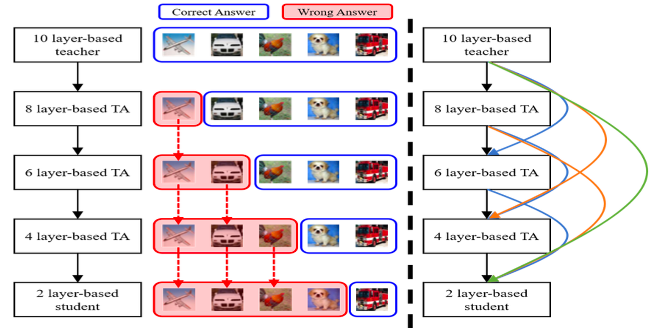 Correct Answer
Wrong Answer
10 layer-based
teacher
8 layer-based TA
6 layer-based TA
4 layer-based TA
2 layer-based
student
10 layer-based
teacher
8 layer-based TA
6 layer-based TA
4 layer-based TA
2 layer-based
student